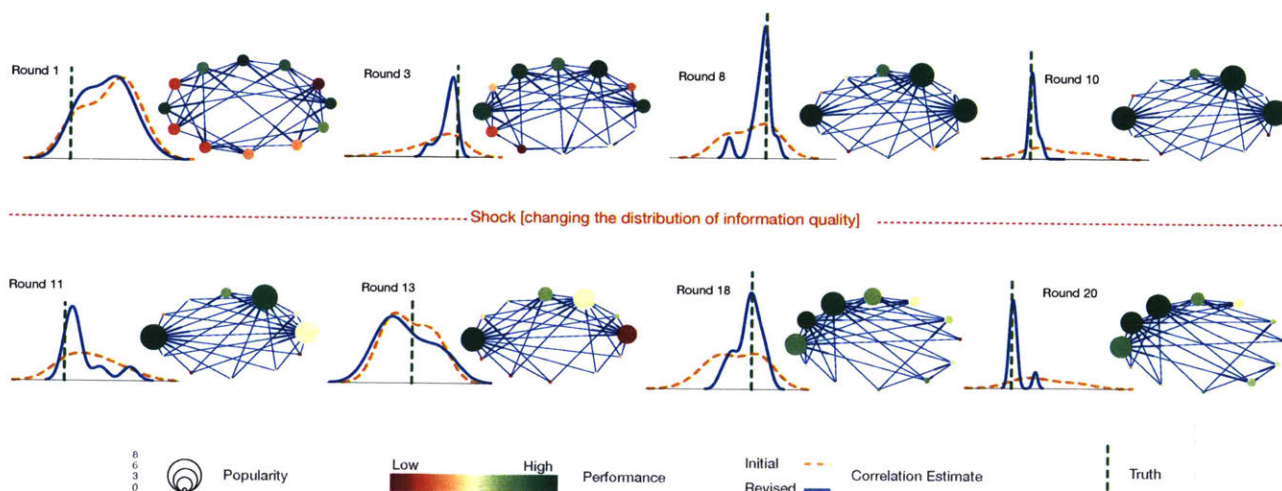 Round 1
Round 3
Round 8
Round 10
Shock [changing the distribution of information quality]
Round 11
Round 13
Round 18
Round 20
8
6
3
0
Popularity
Low
High
Performance
Initial
Revised
Correlation Estimate
Truth